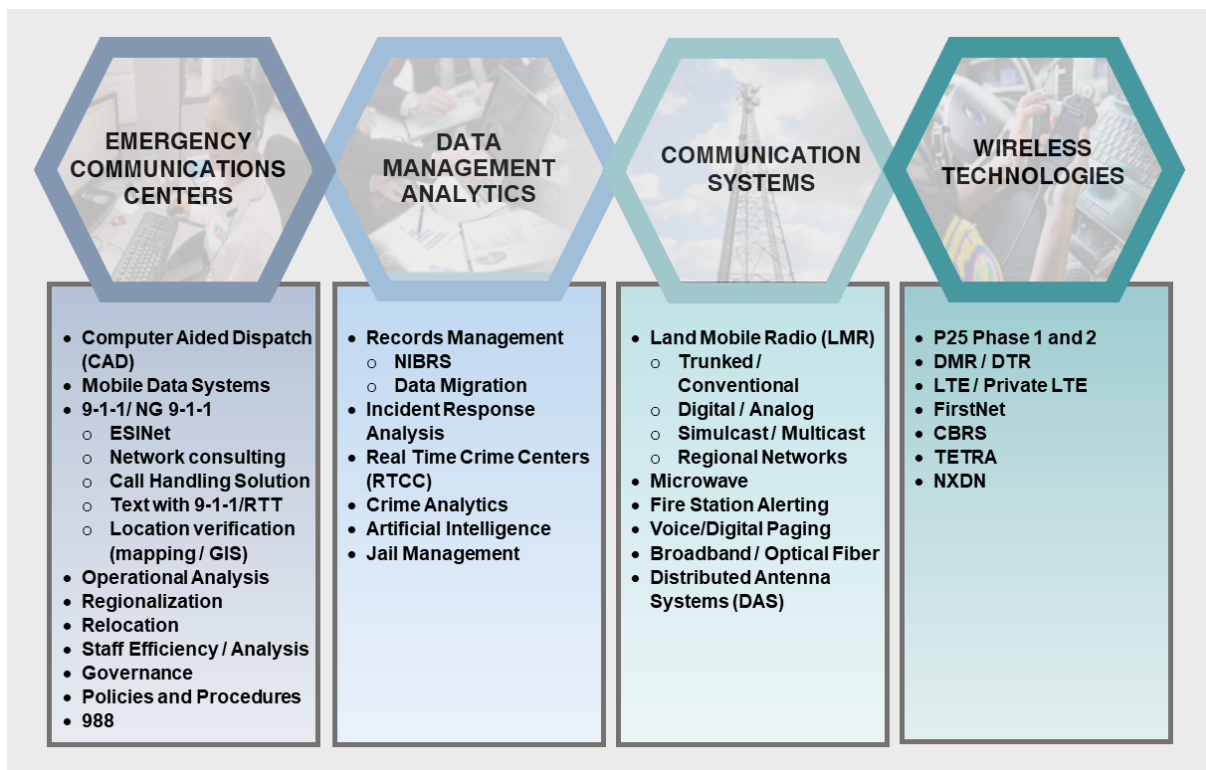 EMERGENCY
COMMUNICATIONS
CENTERS
• Computer Aided Dispatch
(CAD)
• Mobile Data Systems
• 9-1-1/ NG 9-1-1
o ESINet
o Network consulting
o Call Handling Solution
o Text with 9-1-1/RTT
o Location verification
(mapping / GIS)
• Operational Analysis
• Regionalization
• Relocation
• Staff Efficiency / Analysis
• Governance
• Policies and Procedures
• 988
DATA
MANAGEMENT
ANALYTICS
• Records Management
o NIBRS
o Data Migration
• Incident Response
Analysis
• Real Time Crime Centers
(RTCC)
• Crime Analytics
• Artificial Intelligence
• Jail Management
COMMUNICATION
SYSTEMS
• Land Mobile Radio (LMR)
o Trunked /
Conventional
o Digital / Analog
o Simulcast / Multicast
o Regional Networks
• Microwave
• Fire Station Alerting
• Voice/Digital Paging
• Broadband / Optical Fiber
• Distributed Antenna
Systems (DAS)
WIRELESS
TECHNOLOGIES
• P25 Phase 1 and 2
• DMR / DTR
• LTE / Private LTE
• FirstNet
• CBRS
• TETRA
• NXDN